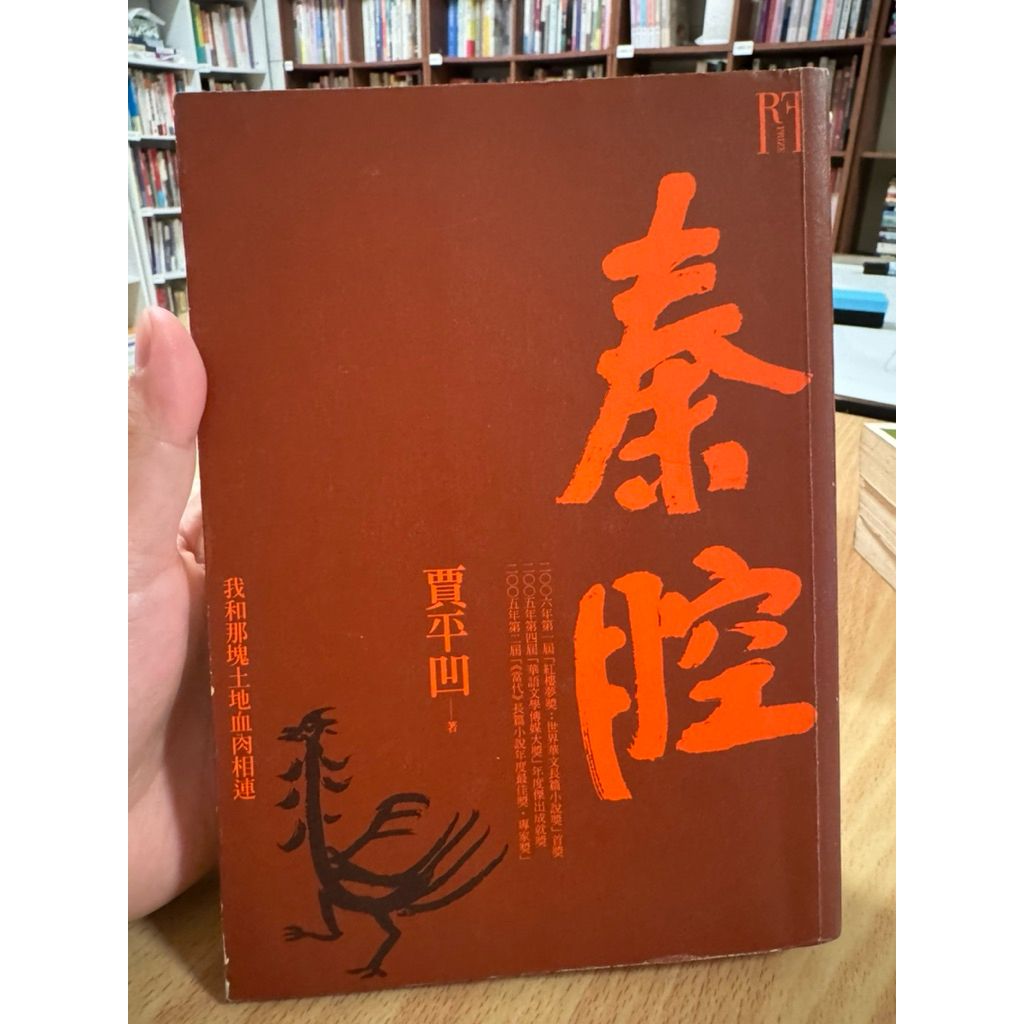 RF
PRIZE
秦腔
二〇〇六年第一屆「紅樓夢獎：世界華文長篇小說獎」首獎
二〇〇五年第四屆「華語文學傳媒大獎」年度傑出成就獎
二〇〇五年第二屆「《當代》長篇小說年度最佳獎・專家獎」
賈平凹──著
我和那塊土地血肉相連